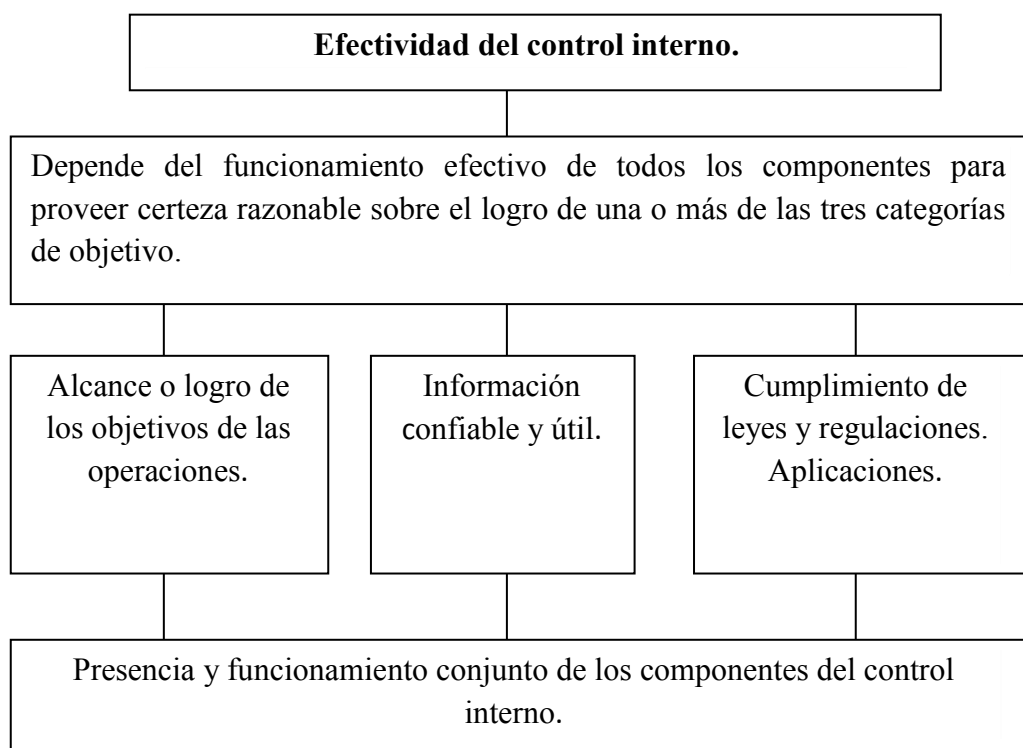 Efectividad del control interno.
Depende del funcionamiento efectivo de todos los componentes para
proveer certeza razonable sobre el logro de una o más de las tres categorías
de objetivo.
Alcance o logro de
los objetivos de las
operaciones.
Información
confiable y útil.
Cumplimiento de
leyes y regulaciones.
Aplicaciones.
Presencia y funcionamiento conjunto de los componentes del control
interno.